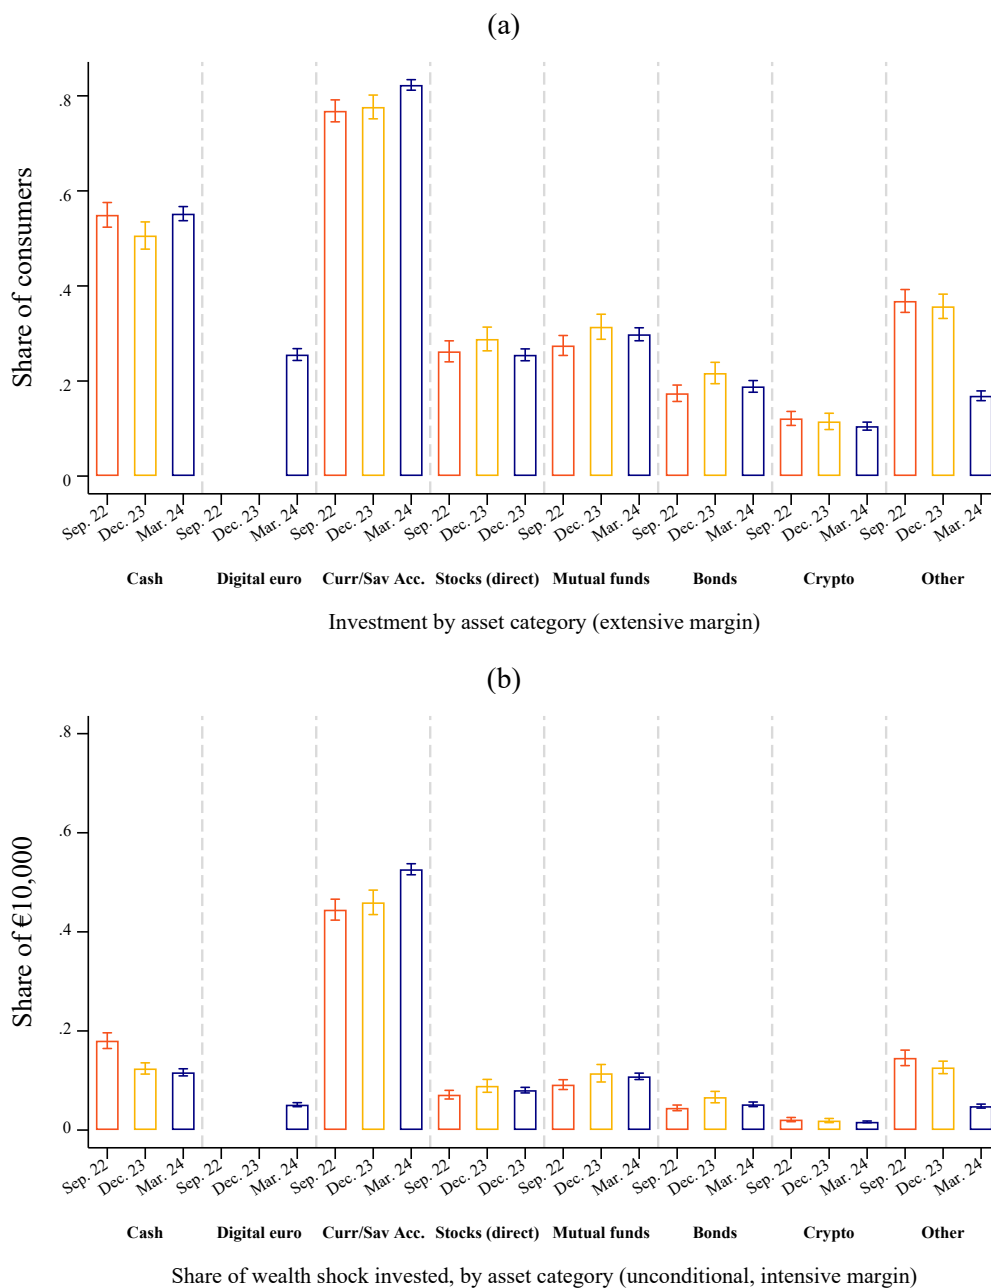 (a)
Share of consumers
.8
.6
.4
.2
0
Sep. 22 Dec. 23 Mar. 24 Sep. 22 Dec. 23 Mar. 24 Sep. 22 Dec. 23 Mar. 24 Sep. 22 Dec. 23 Mar. 24 Sep. 22 Dec. 23 Mar. 24 Sep. 22 Dec. 23 Mar. 24 Sep. 22 Dec. 23 Mar. 24 Sep. 22 Dec. 23 Mar. 24
Cash Digital euro Curr/Sav Acc. Stocks (direct) Mutual funds Bonds Crypto Other
Investment by asset category (extensive margin)
(b)
Share of €10,000
.8
.6
.4
.2
0
Sep. 22 Dec. 23 Mar. 24 Sep. 22 Dec. 23 Mar. 24 Sep. 22 Dec. 23 Mar. 24 Sep. 22 Dec. 23 Mar. 24 Sep. 22 Dec. 23 Mar. 24 Sep. 22 Dec. 23 Mar. 24 Sep. 22 Dec. 23 Mar. 24 Sep. 22 Dec. 23 Mar. 24
Cash Digital euro Curr/Sav Acc. Stocks (direct) Mutual funds Bonds Crypto Other
Share of wealth shock invested, by asset category (unconditional, intensive margin)